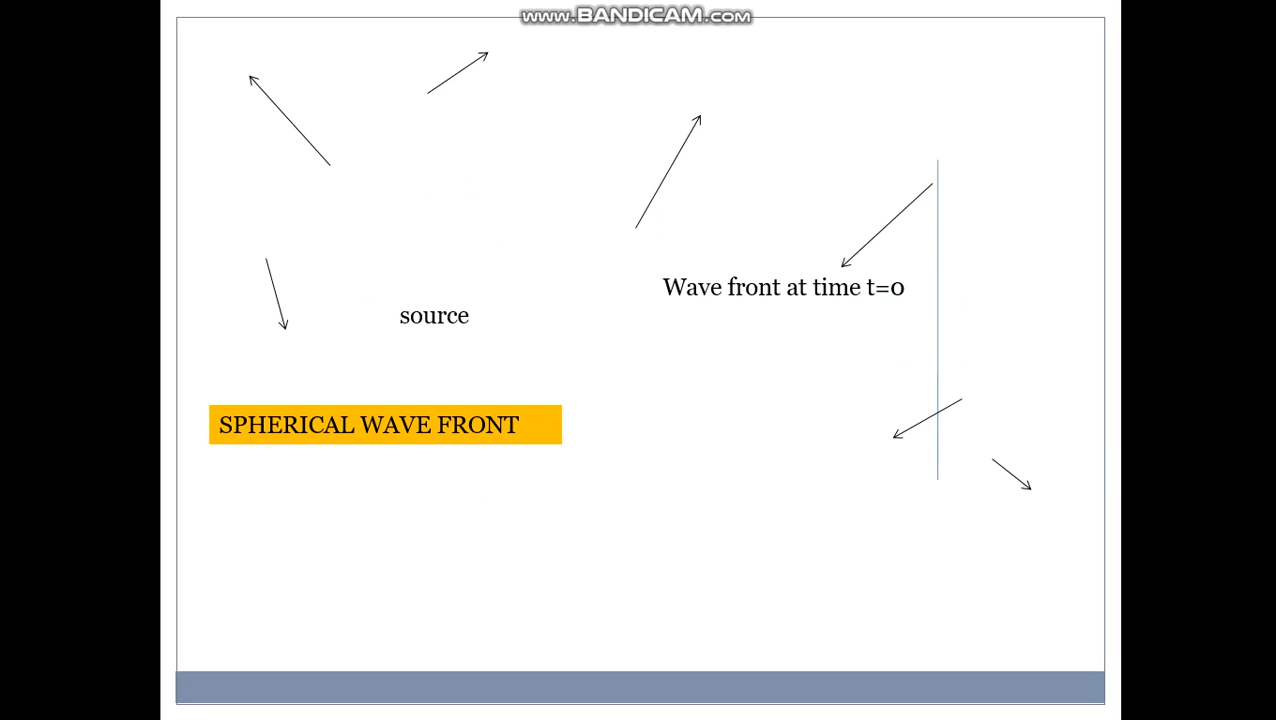 www.BANDICAM.com
Wave front at time t=0
source
SPHERICAL WAVE FRONT